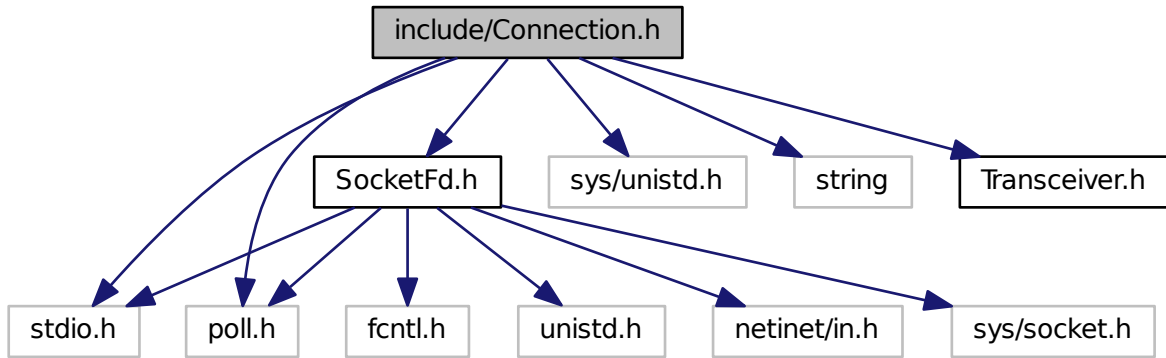 include/Connection.h
SocketFd.h
sys/unistd.h
string
Transceiver.h
stdio.h
poll.h
fcntl.h
unistd.h
netinet/in.h
sys/socket.h